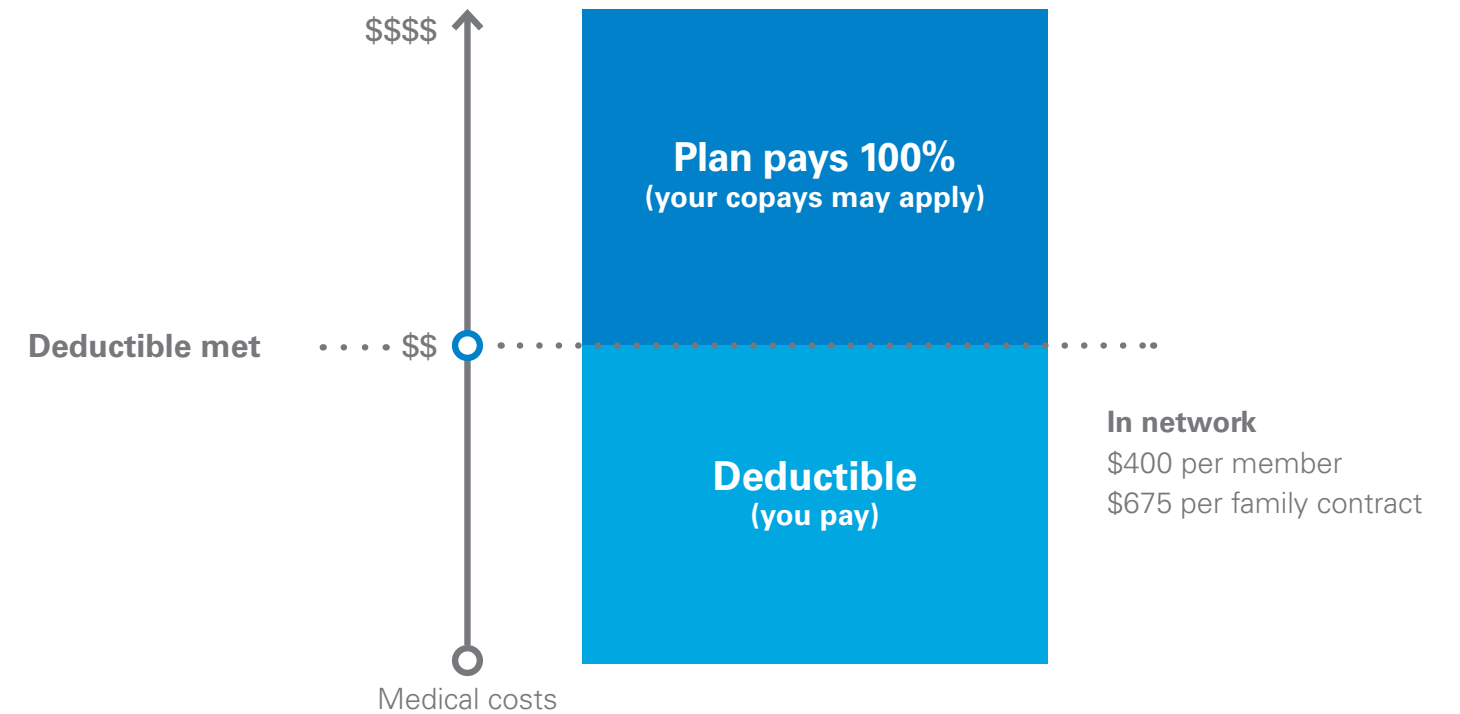 $$$$
Plan pays 100%
(your copays may apply)
Deductible met
$$
In network
$400 per member
$675 per family contract
Deductible
(you pay)
Medical costs